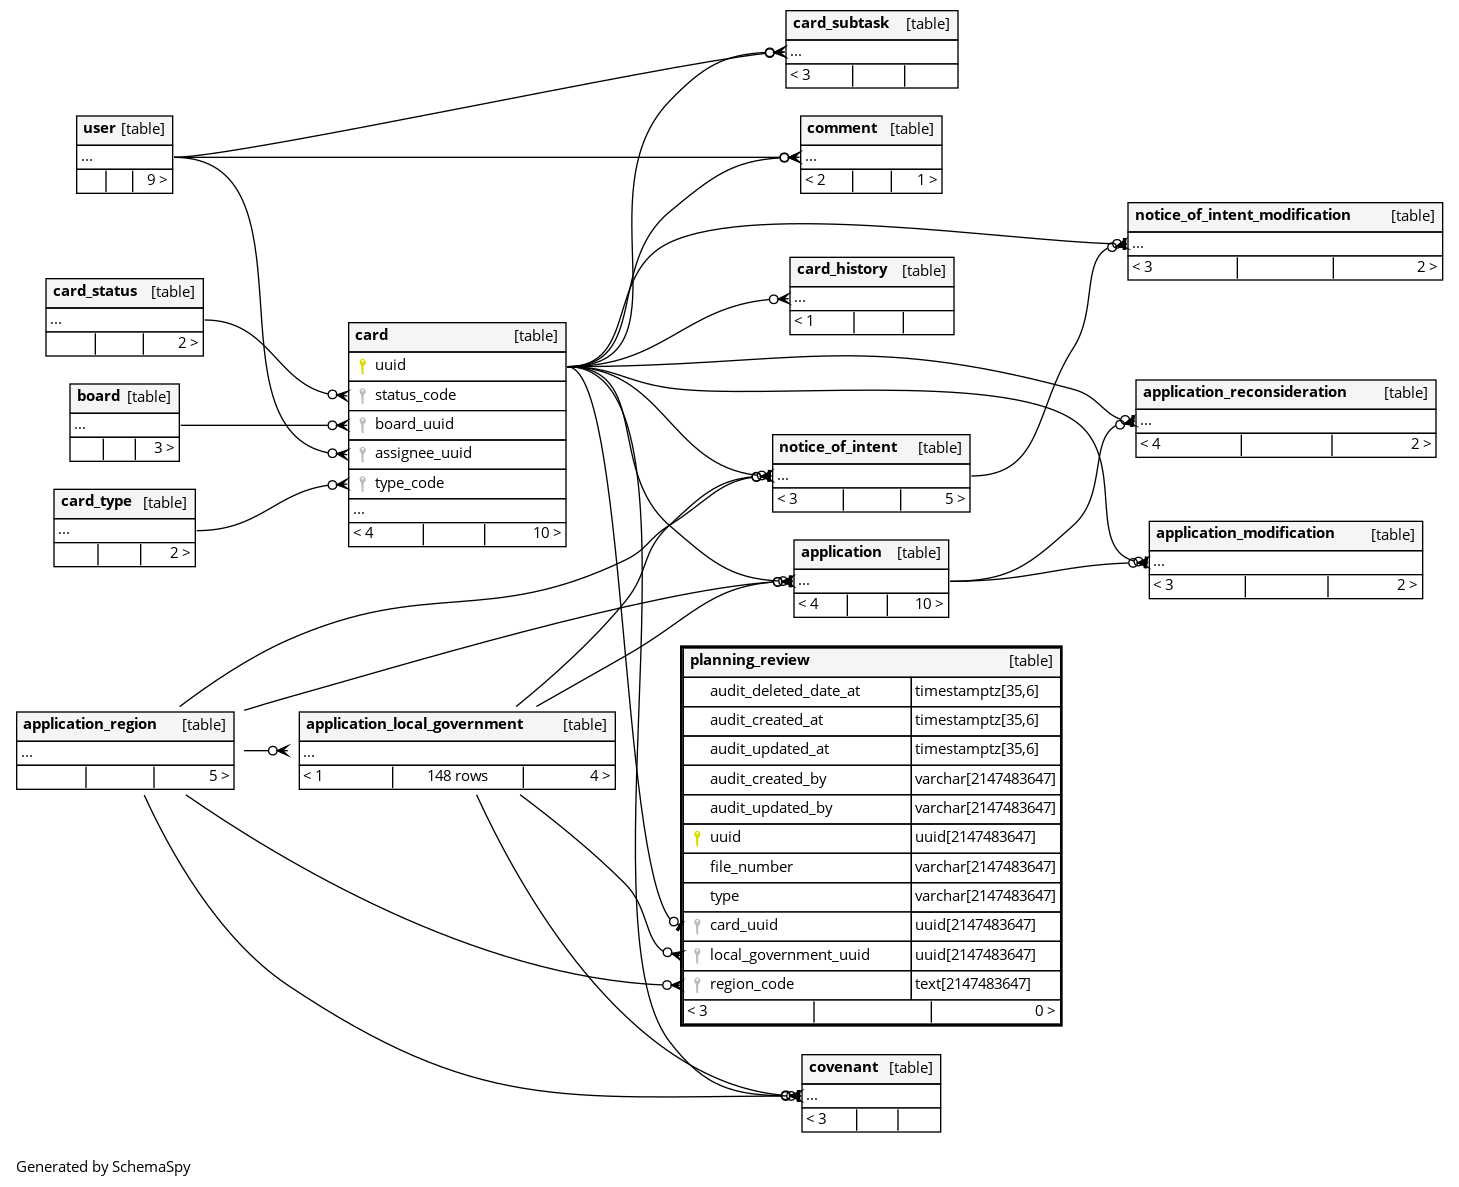 card_subtask [table]
...
< 3
user [table]
...
9 >
comment [table]
...
< 2 1 >
notice_of_intent_modification [table]
...
< 3 2 >
card_history [table]
...
< 1
card_status [table]
...
2 >
card [table]
uuid
status_code
board_uuid
assignee_uuid
type_code
...
< 4 10 >
board [table]
...
3 >
card_type [table]
...
2 >
application_reconsideration [table]
...
< 4 2 >
notice_of_intent [table]
...
< 3 5 >
application_modification [table]
...
< 3 2 >
application [table]
...
< 4 10 >
planning_review [table]
audit_deleted_date_at timestamptz[35,6]
audit_created_at timestamptz[35,6]
audit_updated_at timestamptz[35,6]
audit_created_by varchar[2147483647]
audit_updated_by varchar[2147483647]
uuid uuid[2147483647]
file_number varchar[2147483647]
type varchar[2147483647]
card_uuid uuid[2147483647]
local_government_uuid uuid[2147483647]
region_code text[2147483647]
< 3 0 >
application_region [table]
...
5 >
application_local_government [table]
...
< 1 148 rows 4 >
covenant [table]
...
< 3
Generated by SchemaSpy